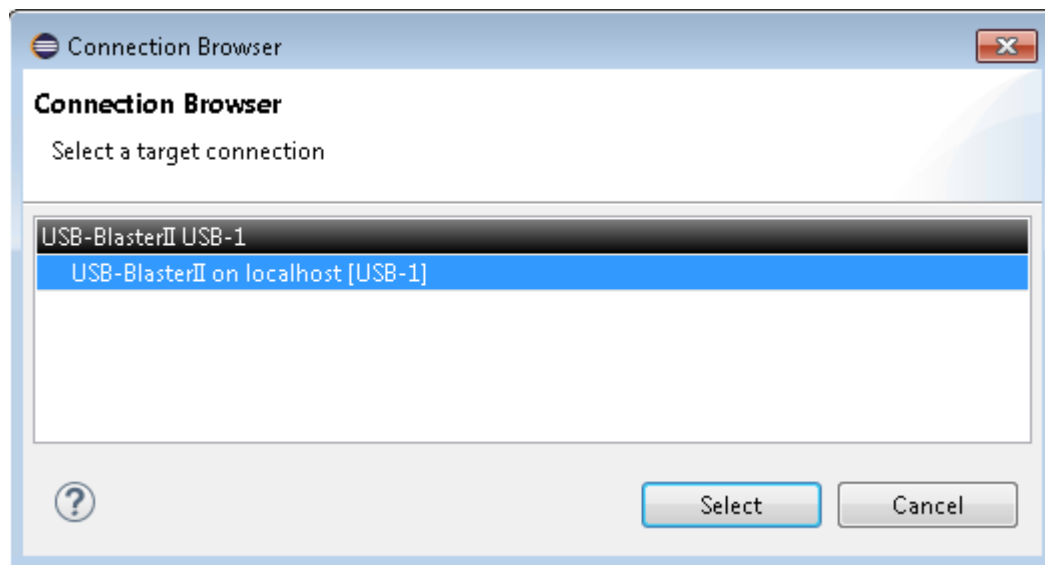 Connection Browser
Connection Browser
Select a target connection
USB-BlasterII USB-1
USB-BlasterII on localhost [USB-1]
?
Select Cancel